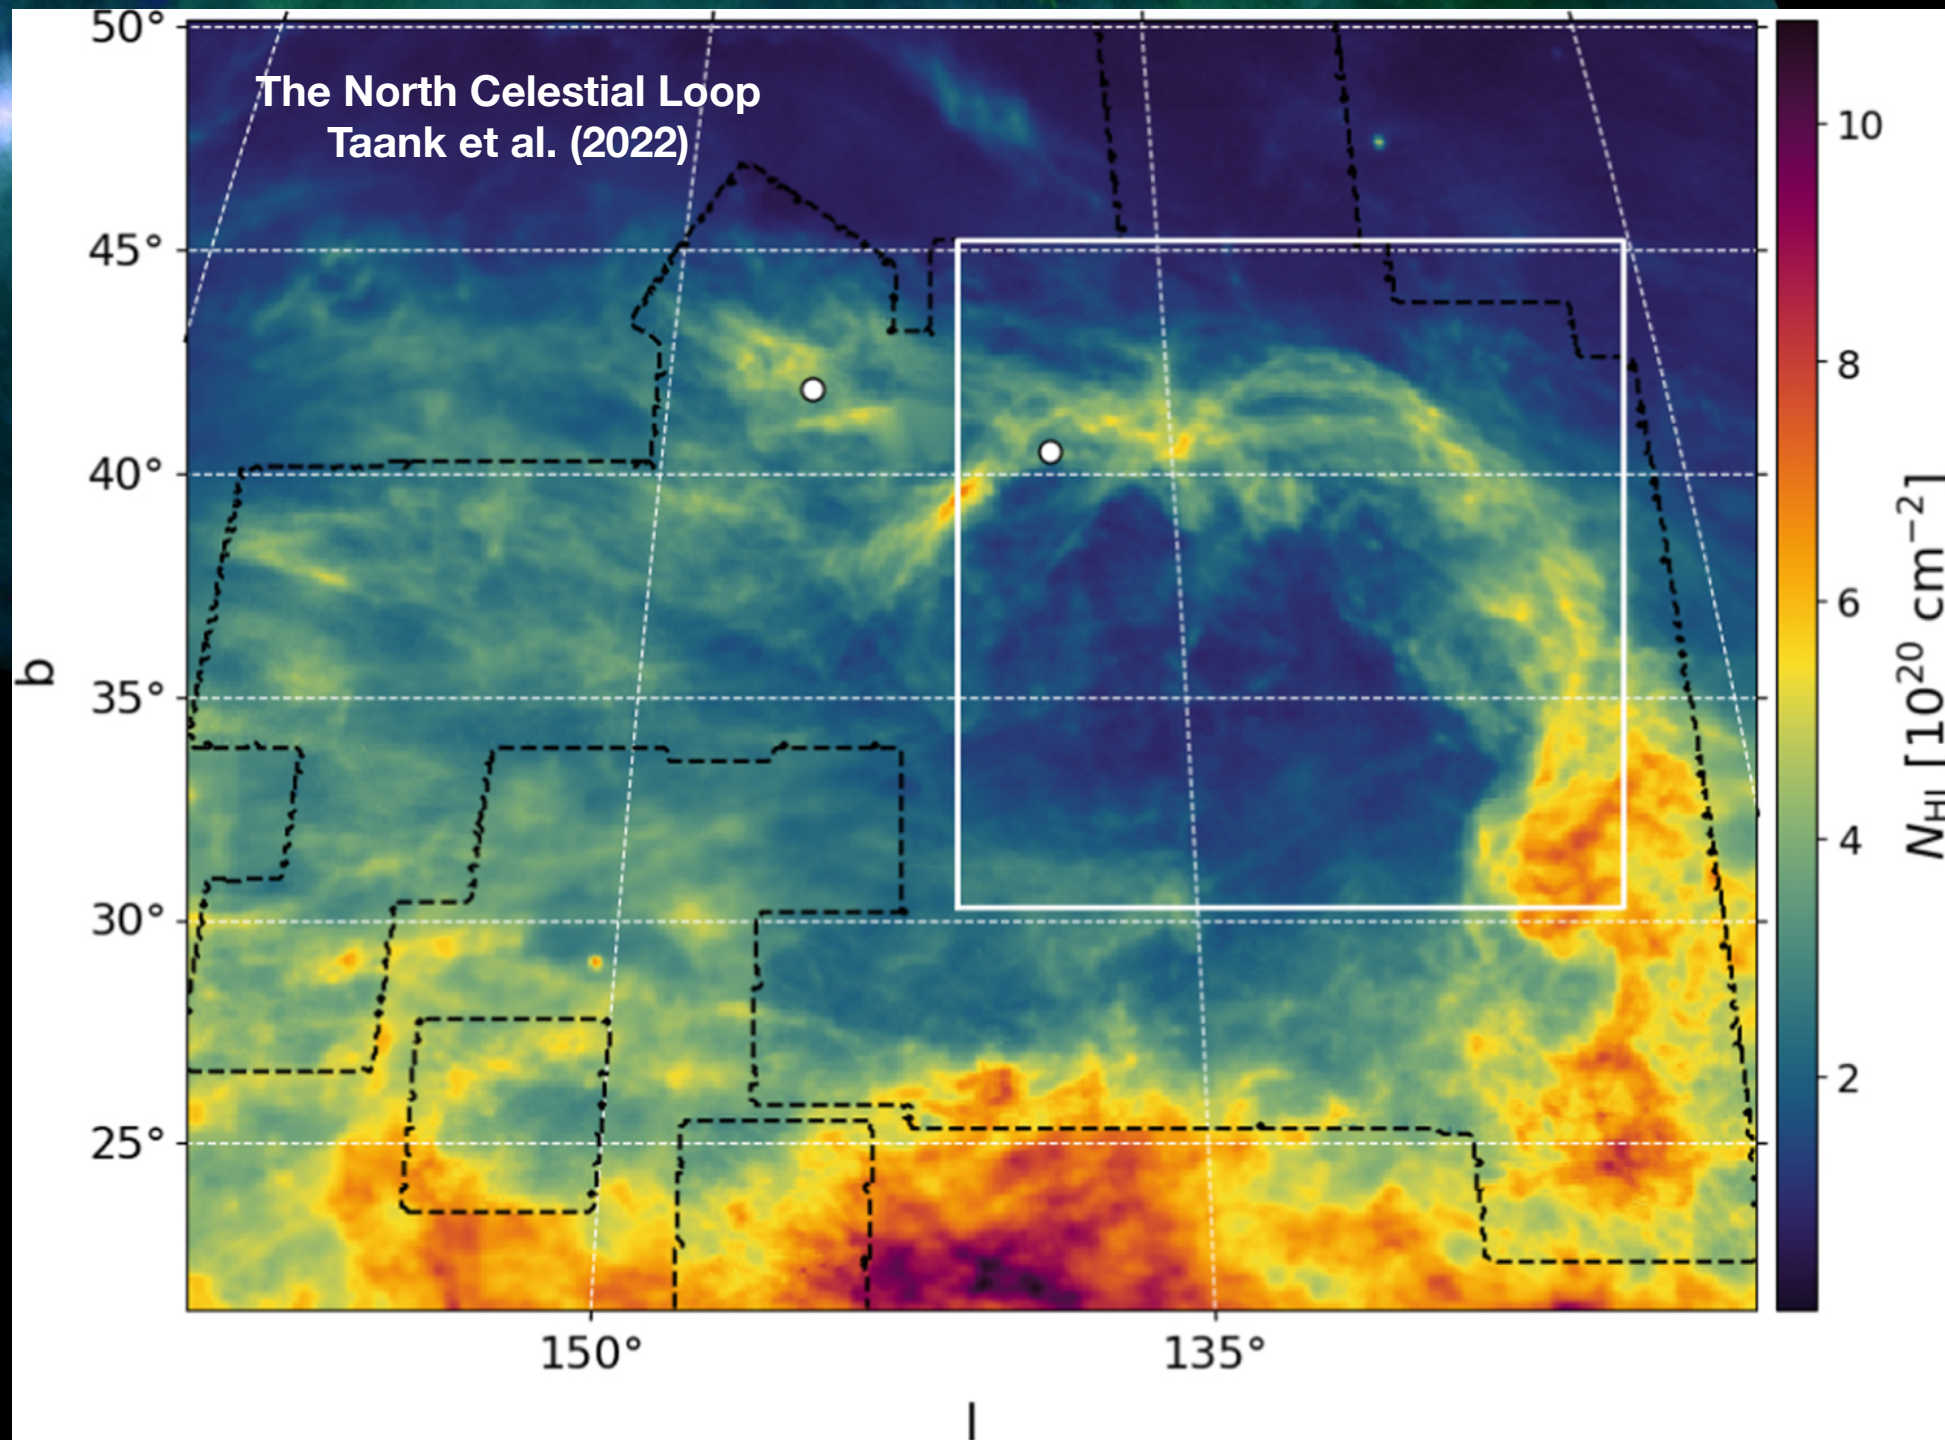 The North Celestial Loop
Taank et al. (2022)
50°
45°
40°
35°
30°
25°
b
150°
135°
l
10
8
6
4
2
N_HI [10^20 cm^−2]